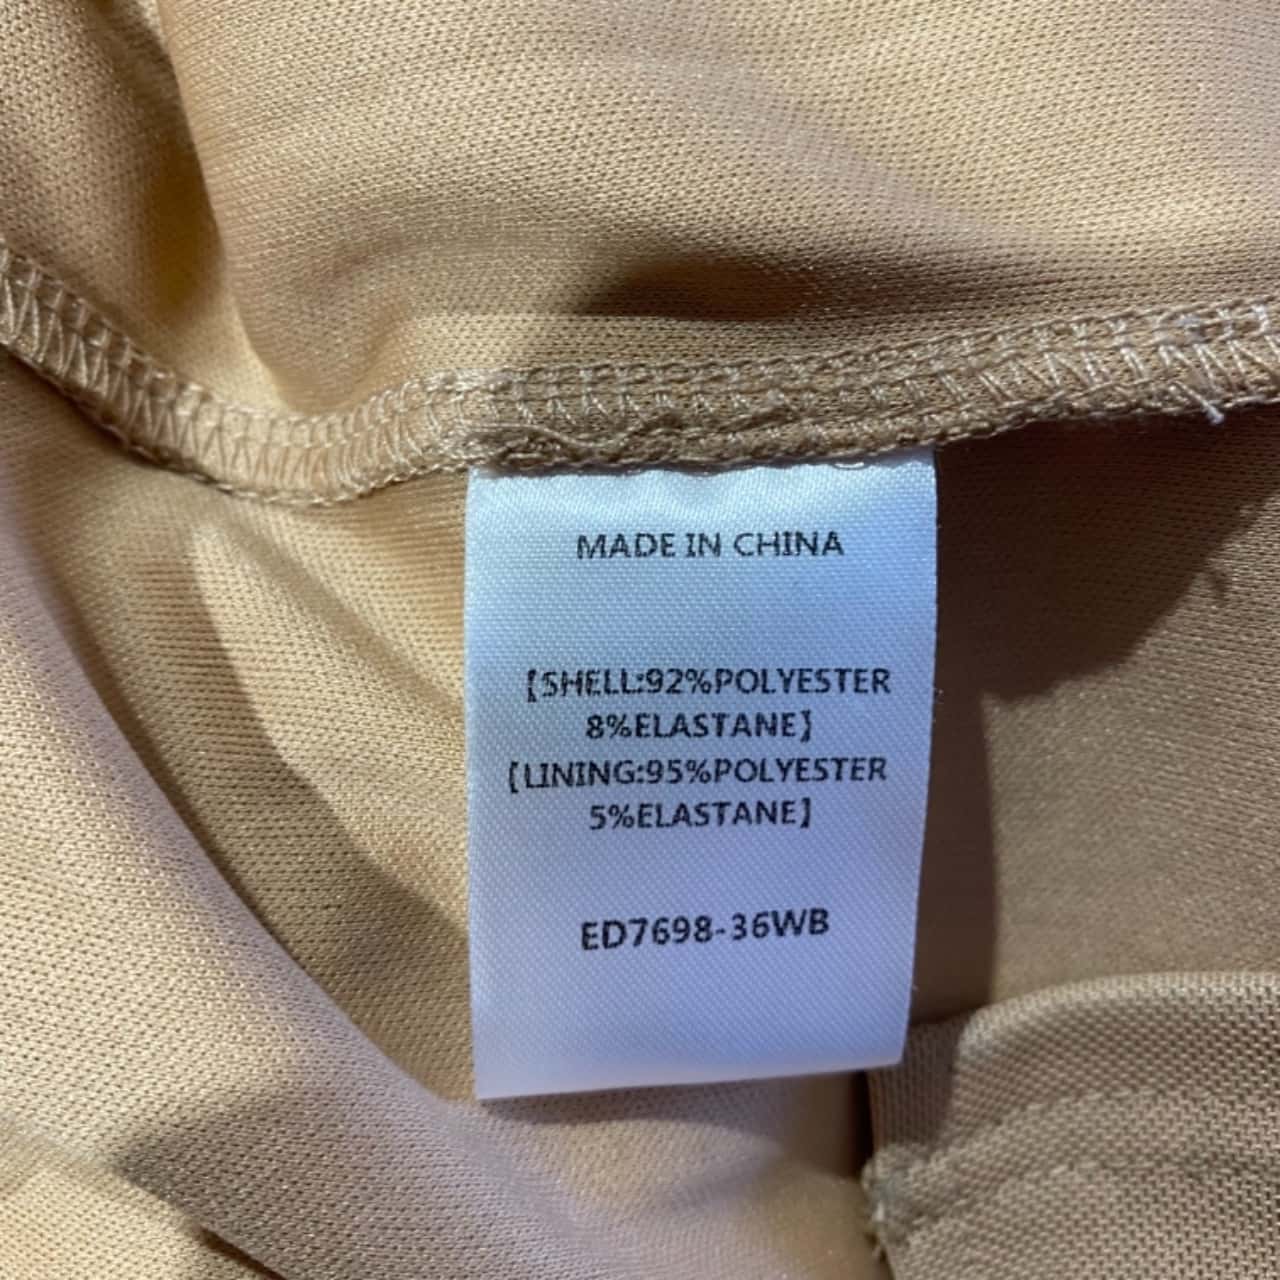 MADE IN CHINA
【SHELL:92%POLYESTER
8%ELASTANE】
【LINING:95%POLYESTER
5%ELASTANE】
ED7698-36WB